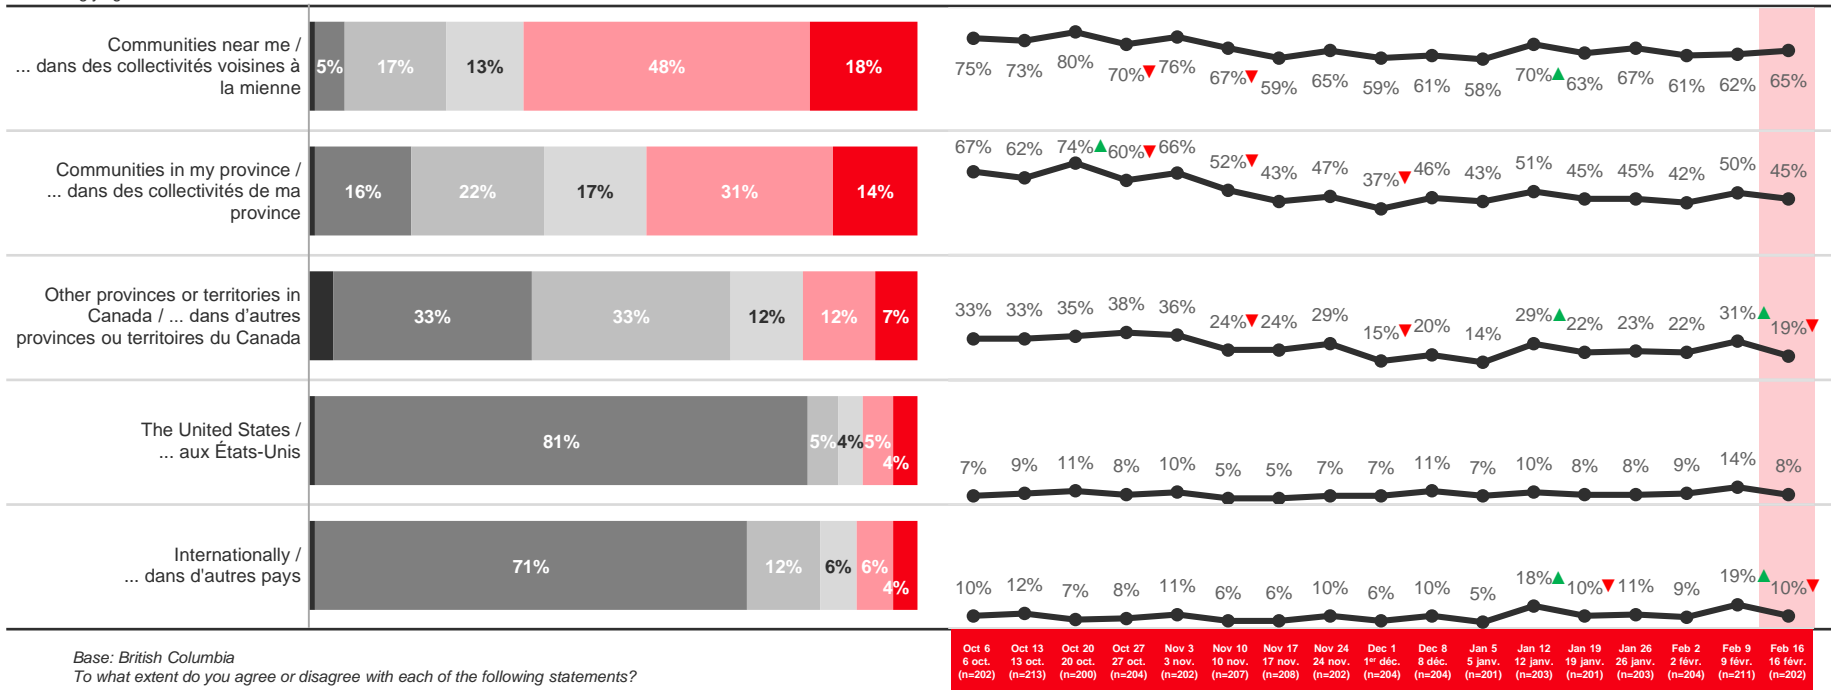 Communities near me /
... dans des collectivités voisines à
la mienne
5% 17% 13% 48% 18%
75% 73% 80% 70% 76% 67% 59% 65% 59% 61% 58% 70% 63% 67% 61% 62% 65%
Communities in my province /
... dans des collectivités de ma
province
16% 22% 17% 31% 14%
67% 62% 74% 60% 66% 52% 43% 47% 37% 46% 43% 51% 45% 45% 42% 50% 45%
Other provinces or territories in
Canada / ... dans d'autres
provinces ou territoires du Canada
33% 33% 12% 12% 7%
33% 33% 35% 38% 36% 24% 24% 29% 15% 20% 14% 29% 22% 23% 22% 31% 19%
The United States /
... aux États-Unis
81% 5% 4% 5% 4%
7% 9% 11% 8% 10% 5% 5% 7% 7% 11% 7% 10% 8% 8% 9% 14% 8%
Internationally /
... dans d'autres pays
71% 12% 6% 6% 4%
10% 12% 7% 8% 11% 6% 6% 10% 6% 10% 5% 18% 10% 11% 9% 19% 10%
Oct 6 Oct 13 Oct 20 Oct 27 Nov 3 Nov 10 Nov 17 Nov 24 Dec 1 Dec 8 Jan 5 Jan 12 Jan 19 Jan 26 Feb 2 Feb 9 Feb 16
6 oct. 13 oct. 20 oct. 27 oct. 3 nov. 10 nov. 17 nov. 24 nov. 1er déc. 8 déc. 5 janv. 12 janv. 19 janv. 26 janv. 2 févr. 9 févr. 16 févr.
(n=202) (n=213) (n=200) (n=204) (n=202) (n=207) (n=208) (n=202) (n=204) (n=204) (n=201) (n=203) (n=201) (n=203) (n=204) (n=211) (n=202)
Base: British Columbia
To what extent do you agree or disagree with each of the following statements?